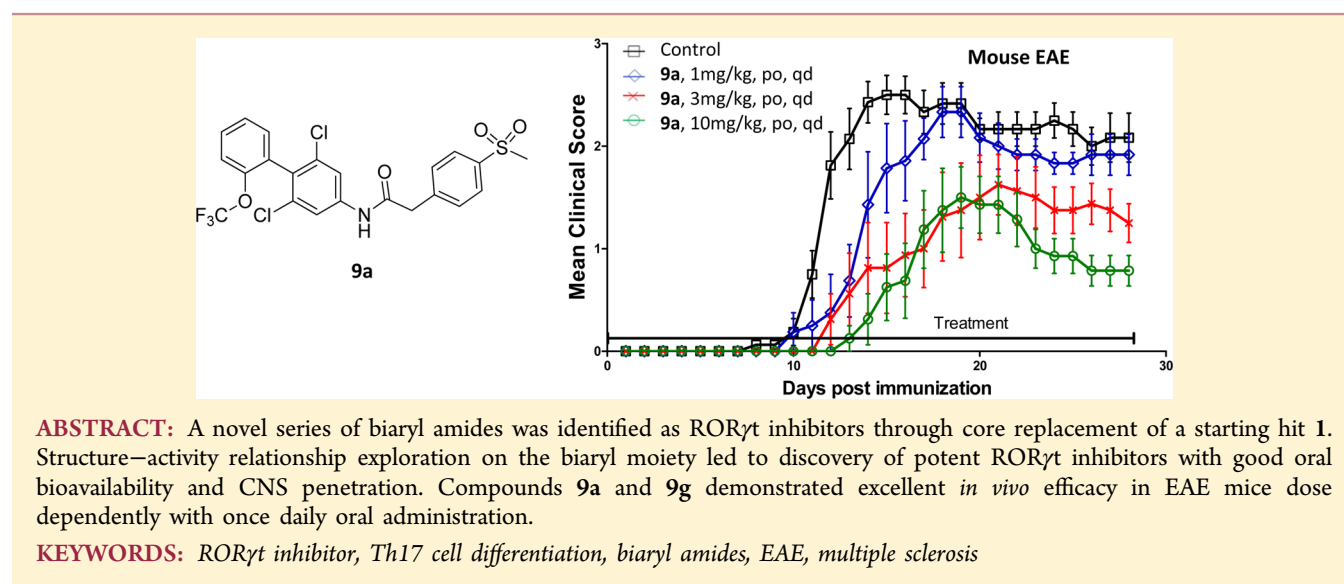 Cl
O
S
O O
O
F₃C
Cl
N
H
9a
Control
9a, 1mg/kg, po, qd
9a, 3mg/kg, po, qd
9a, 10mg/kg, po, qd
Mouse EAE
Mean Clinical Score
3
2
1
0
Treatment
0 10 20 30
Days post immunization
ABSTRACT: A novel series of biaryl amides was identified as RORγt inhibitors through core replacement of a starting hit 1.
Structure−activity relationship exploration on the biaryl moiety led to discovery of potent RORγt inhibitors with good oral
bioavailability and CNS penetration. Compounds 9a and 9g demonstrated excellent in vivo efficacy in EAE mice dose
dependently with once daily oral administration.
KEYWORDS: RORγt inhibitor, Th17 cell differentiation, biaryl amides, EAE, multiple sclerosis